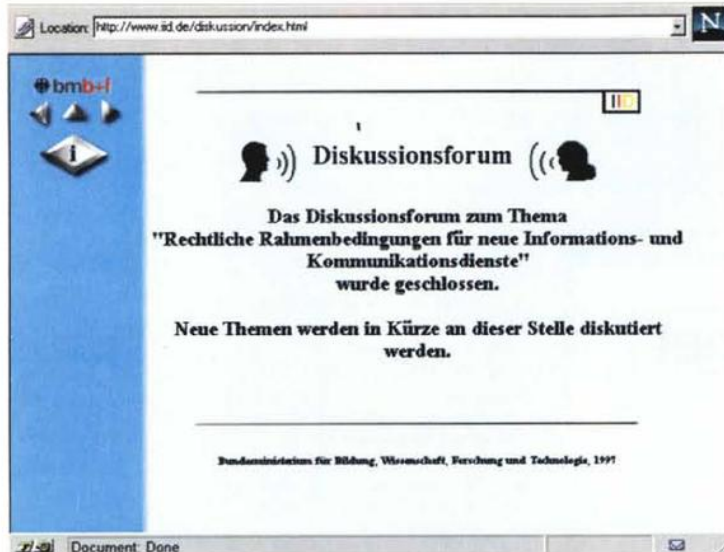 Location: http://www.iid.de/diskussion/index.html
N
bmb+f
i
IID
Diskussionsforum
Das Diskussionsforum zum Thema
"Rechtliche Rahmenbedingungen für neue Informations- und
Kommunikationsdienste"
wurde geschlossen.
Neue Themen werden in Kürze an dieser Stelle diskutiert
werden.
Bundesministerium für Bildung, Wissenschaft, Forschung und Technologie, 1997
Document: Done